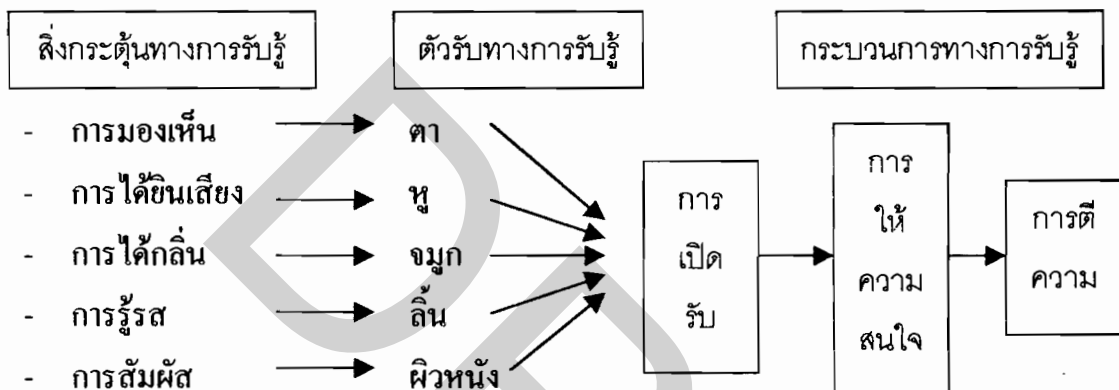 สิ่งกระตุ้นทางการรับรู้
ตัวรับทางการรับรู้
กระบวนการทางการรับรู้
- การมองเห็น
ตา
- การได้ยินเสียง
หู
- การได้กลิ่น
จมูก
- การรู้รส
ลิ้น
- การสัมผัส
ผิวหนัง
การ
เปิด
รับ
การ
ให้
ความ
สนใจ
การตี
ความ